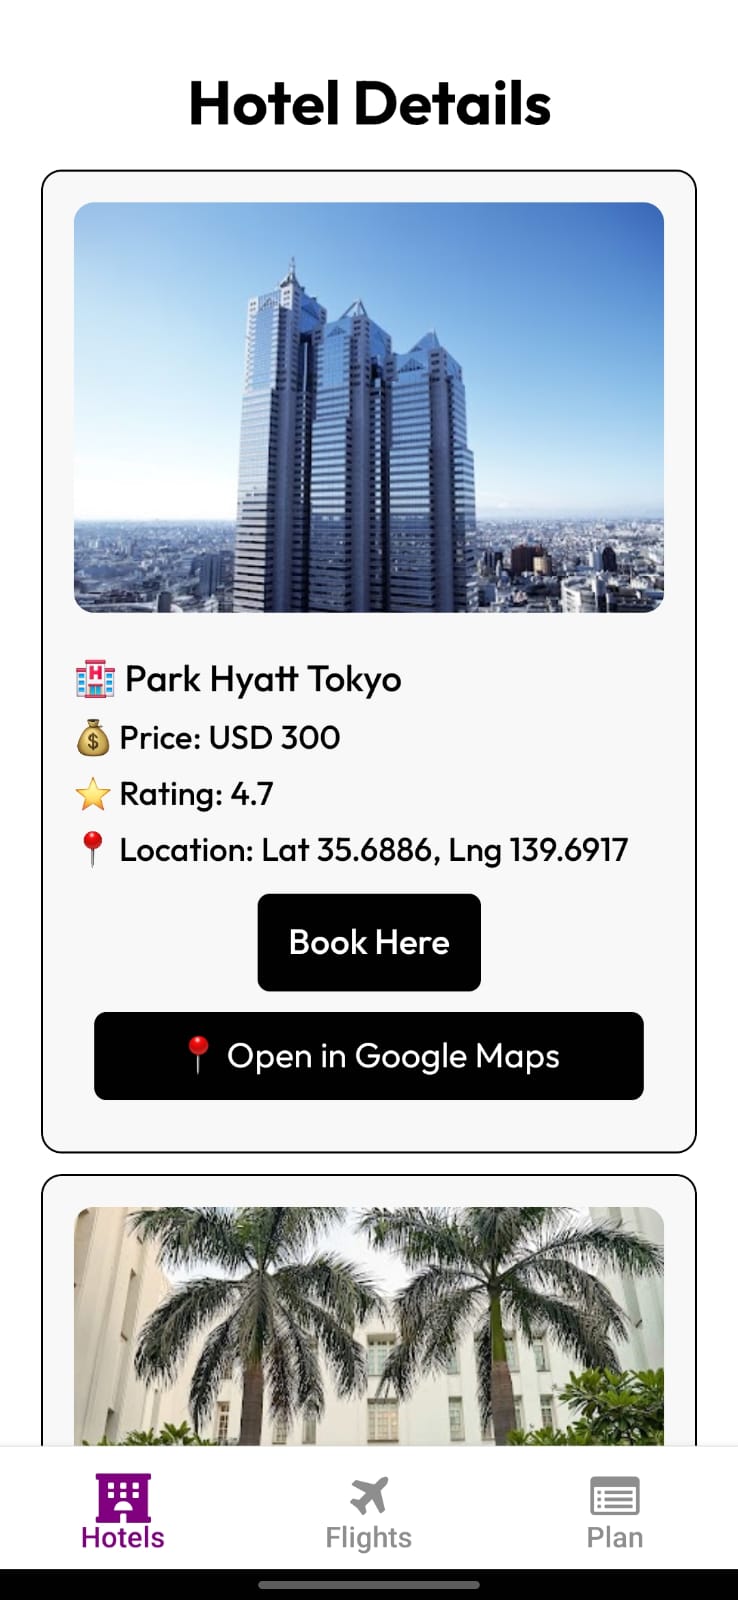 Hotel Details
🏨 Park Hyatt Tokyo
💰 Price: USD 300
⭐ Rating: 4.7
📍 Location: Lat 35.6886, Lng 139.6917
Book Here
📍 Open in Google Maps
Hotels
Flights
Plan